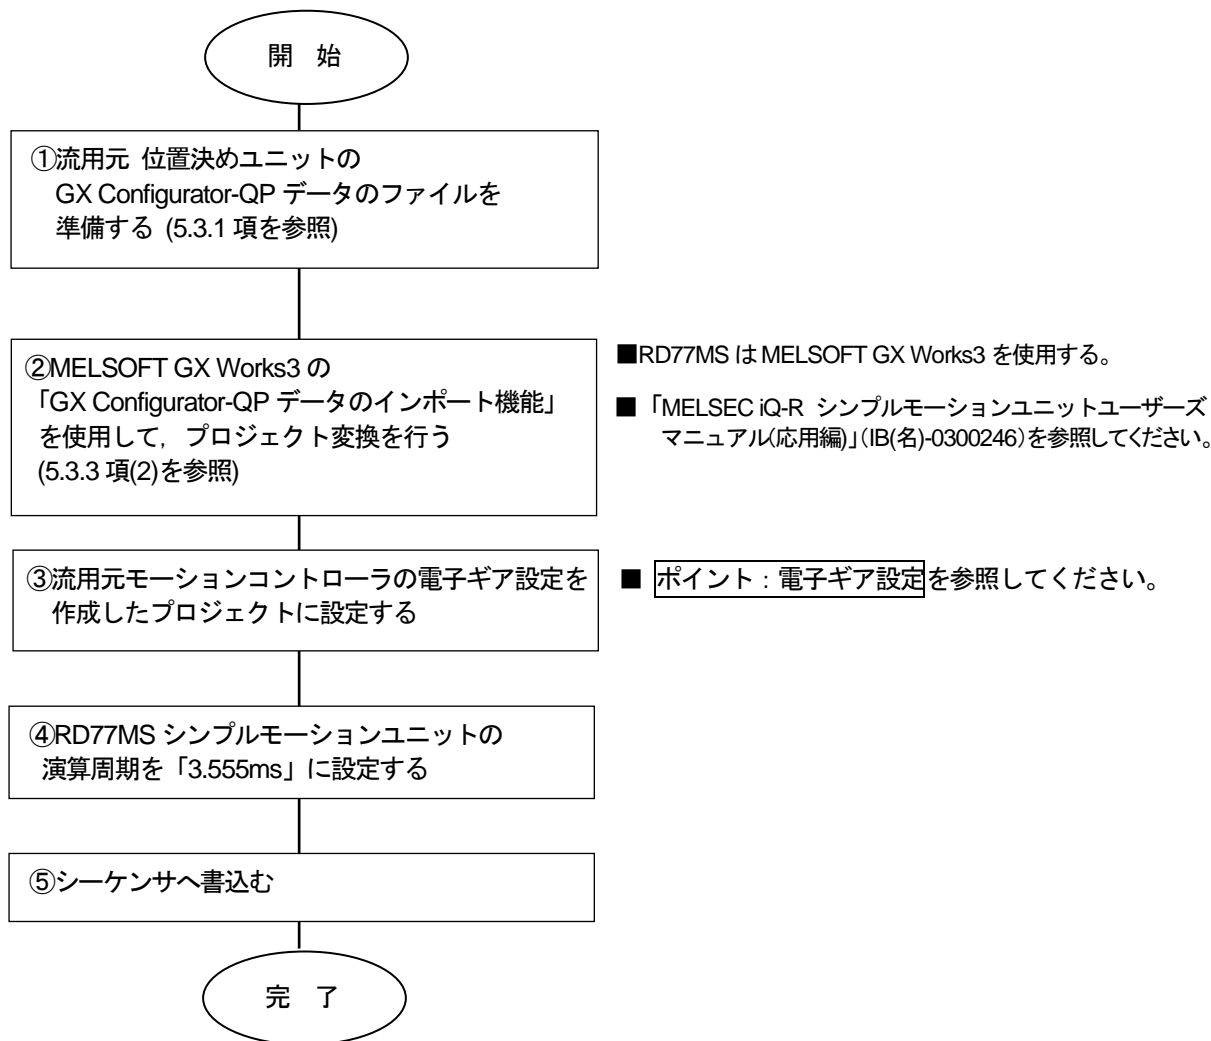 開 始
①流用元 位置決めユニットの
GX Configurator-QP データのファイルを
準備する (5.3.1 項を参照)
②MELSOFT GX Works3 の
「GX Configurator-QP データのインポート機能」
を使用して，プロジェクト変換を行う
(5.3.3 項(2)を参照)
■RD77MS は MELSOFT GX Works3 を使用する。
■「MELSEC iQ-R シンプルモーションユニットユーザーズ
マニュアル(応用編)」(IB(名)-0300246)を参照してください。
③流用元モーションコントローラの電子ギア設定を
作成したプロジェクトに設定する
■ ポイント：電子ギア設定を参照してください。
④RD77MS シンプルモーションユニットの
演算周期を「3.555ms」に設定する
⑤シーケンサへ書込む
完 了